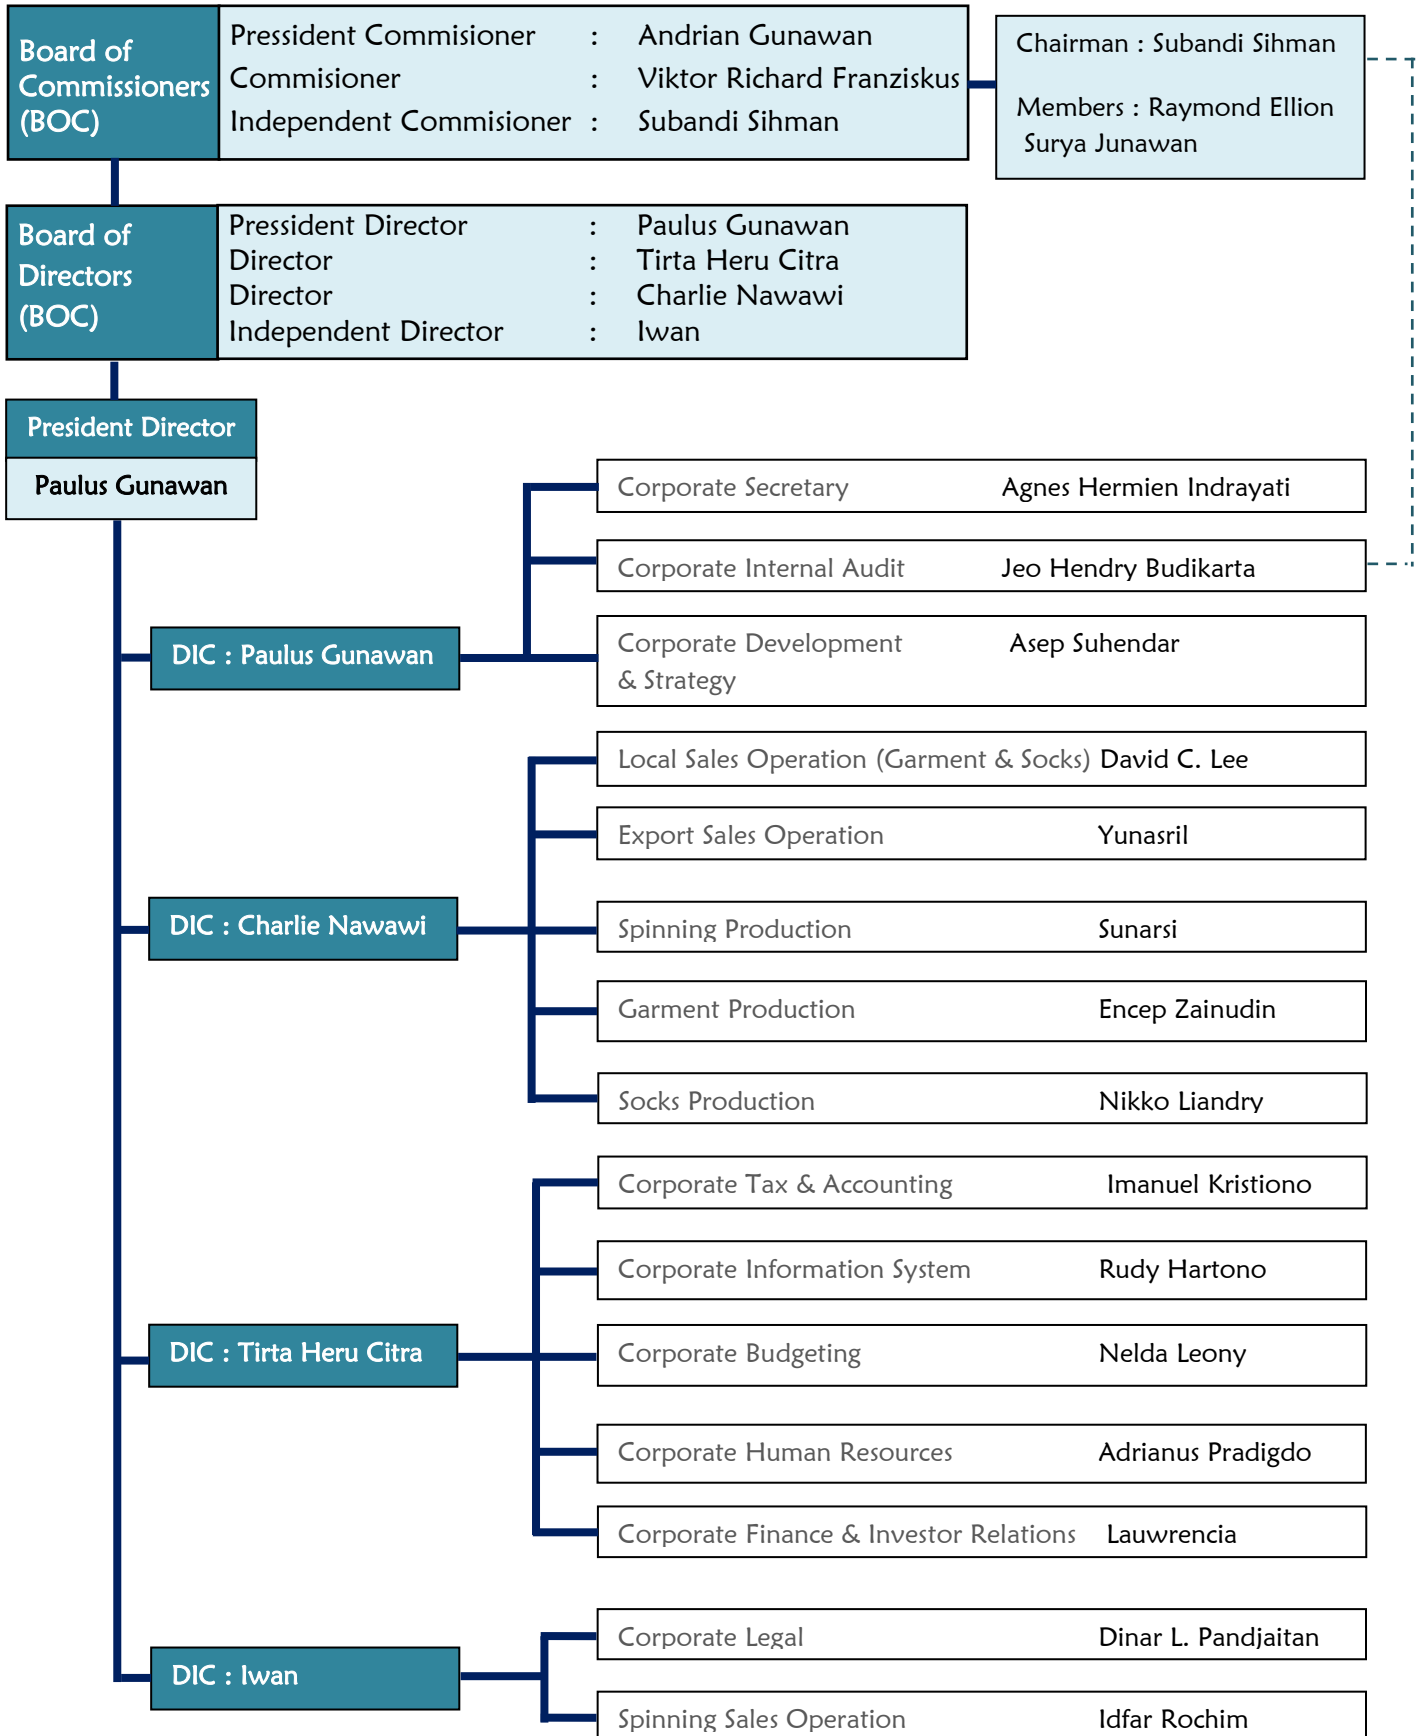 Board of
Commissioners
(BOC)
Pressident Commisioner : Andrian Gunawan
Commisioner : Viktor Richard Franziskus
Independent Commisioner : Subandi Sihman
Chairman : Subandi Sihman
Members : Raymond Ellion
Surya Junawan
Board of
Directors
(BOC)
Pressident Director : Paulus Gunawan
Director : Tirta Heru Citra
Director : Charlie Nawawi
Independent Director : Iwan
President Director
Paulus Gunawan
DIC : Paulus Gunawan
Corporate Secretary Agnes Hermien Indrayati
Corporate Internal Audit Jeo Hendry Budikarta
Corporate Development Asep Suhendar
& Strategy
DIC : Charlie Nawawi
Local Sales Operation (Garment & Socks) David C. Lee
Export Sales Operation Yunasril
Spinning Production Sunarsi
Garment Production Encep Zainudin
Socks Production Nikko Liandry
DIC : Tirta Heru Citra
Corporate Tax & Accounting Imanuel Kristiono
Corporate Information System Rudy Hartono
Corporate Budgeting Nelda Leony
Corporate Human Resources Adrianus Pradigdo
Corporate Finance & Investor Relations Lauwrencia
DIC : Iwan
Corporate Legal Dinar L. Pandjaitan
Spinning Sales Operation Idfar Rochim